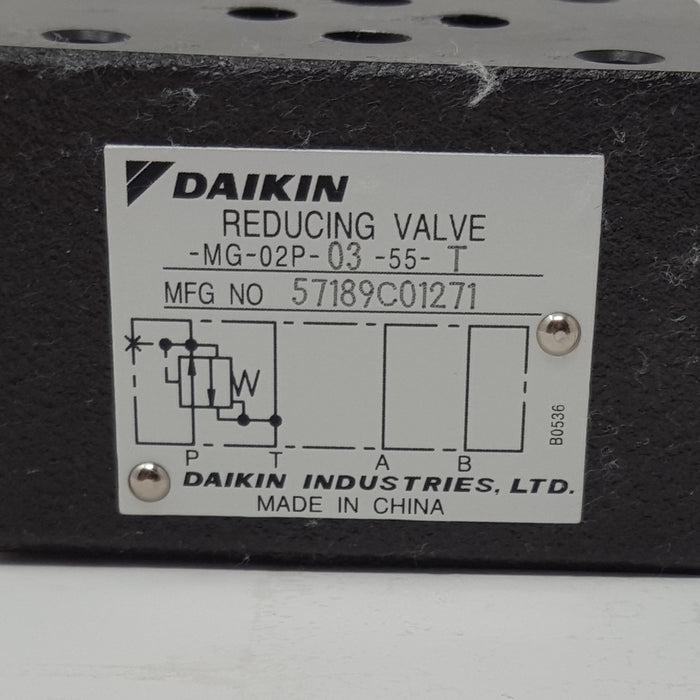 DAIKIN
REDUCING VALVE
-MG-02P-03-55-T
MFG NO 57189C01271
W
P T A B
B0536
DAIKIN INDUSTRIES, LTD.
MADE IN CHINA